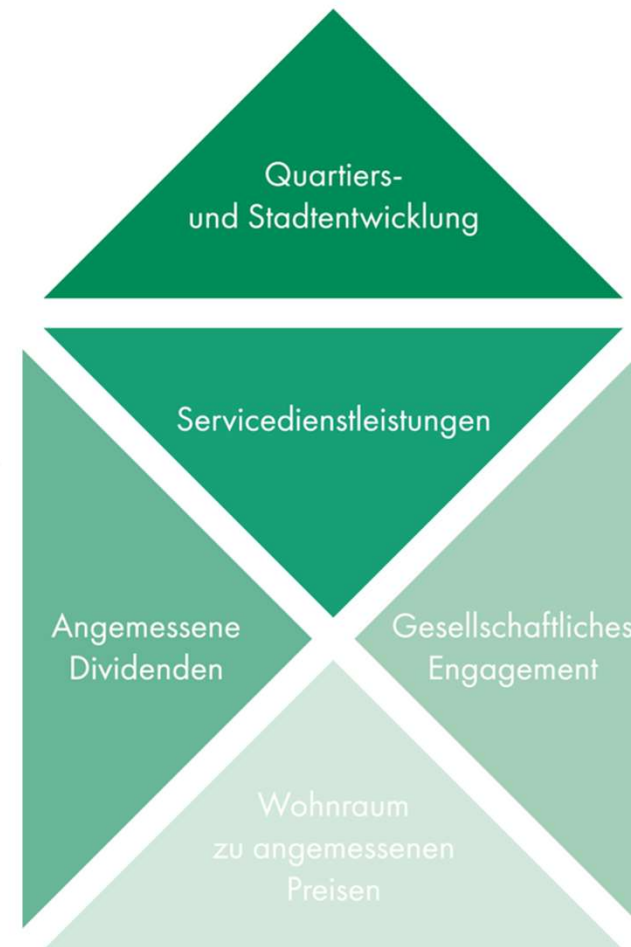 Quartiers-
und Stadtentwicklung
Servicedienstleistungen
Angemessene
Dividenden
Gesellschaftliches
Engagement
Wohnraum
zu angemessenen
Preisen